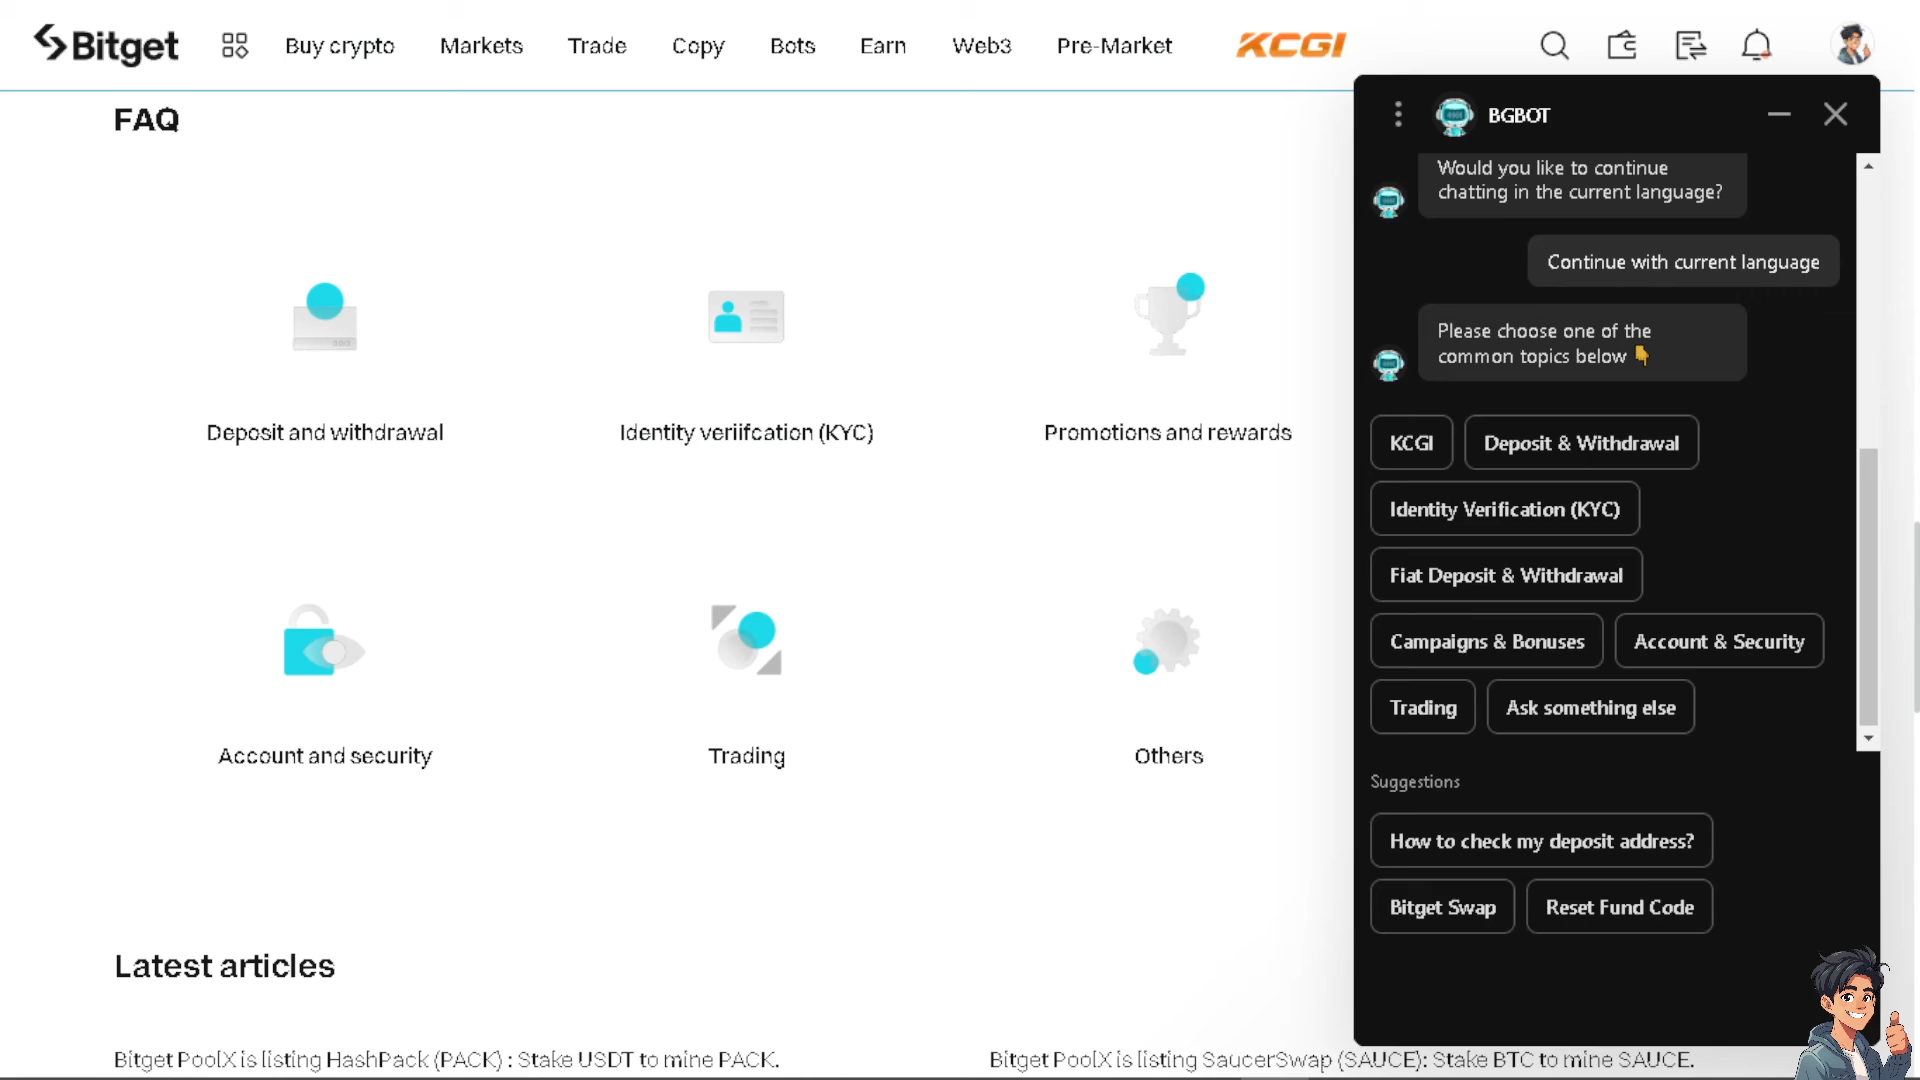 Bitget
Buy crypto
Markets
Trade
Copy
Bots
Earn
Web3
Pre-Market
KCGI
FAQ
Deposit and withdrawal
Identity veriifcation (KYC)
Promotions and rewards
Account and security
Trading
Others
Latest articles
Bitget PoolX is listing HashPack (PACK) : Stake USDT to mine PACK.
Bitget PoolX is listing SaucerSwap (SAUCE): Stake BTC to mine SAUCE.
BGBOT
Would you like to continue
chatting in the current language?
Continue with current language
Please choose one of the
common topics below 👇
KCGI
Deposit & Withdrawal
Identity Verification (KYC)
Fiat Deposit & Withdrawal
Campaigns & Bonuses
Account & Security
Trading
Ask something else
Suggestions
How to check my deposit address?
Bitget Swap
Reset Fund Code